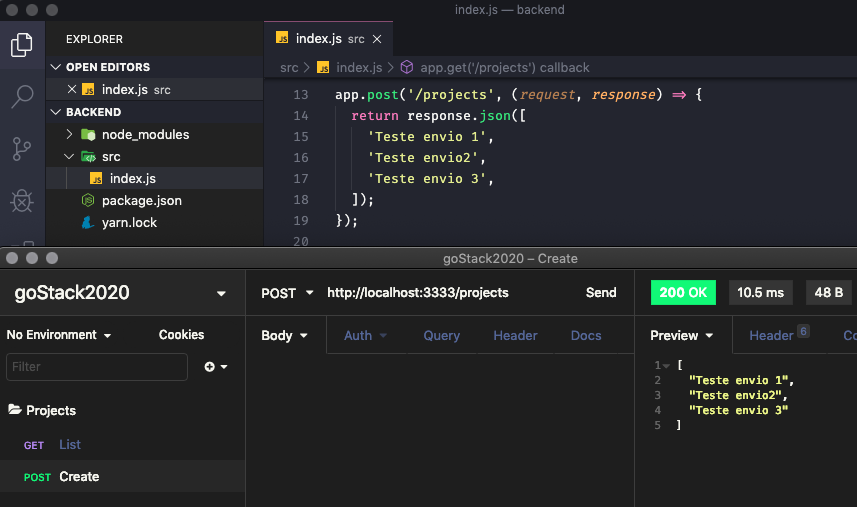 index.js — backend
EXPLORER
OPEN EDITORS
index.js src
BACKEND
node_modules
src
index.js
package.json
yarn.lock
index.js src
src > index.js > app.get('/projects') callback
13 app.post('/projects', (request, response) => {
14 return response.json([
15 'Teste envio 1',
16 'Teste envio2',
17 'Teste envio 3',
18 ]);
19 });
20
goStack2020 – Create
goStack2020
POST http://localhost:3333/projects Send
200 OK 10.5 ms 48 B
No Environment Cookies
Body Auth Query Header Docs
Preview Header 6
Filter
1 [
2 "Teste envio 1",
3 "Teste envio2",
4 "Teste envio 3"
5 ]
Projects
GET List
POST Create